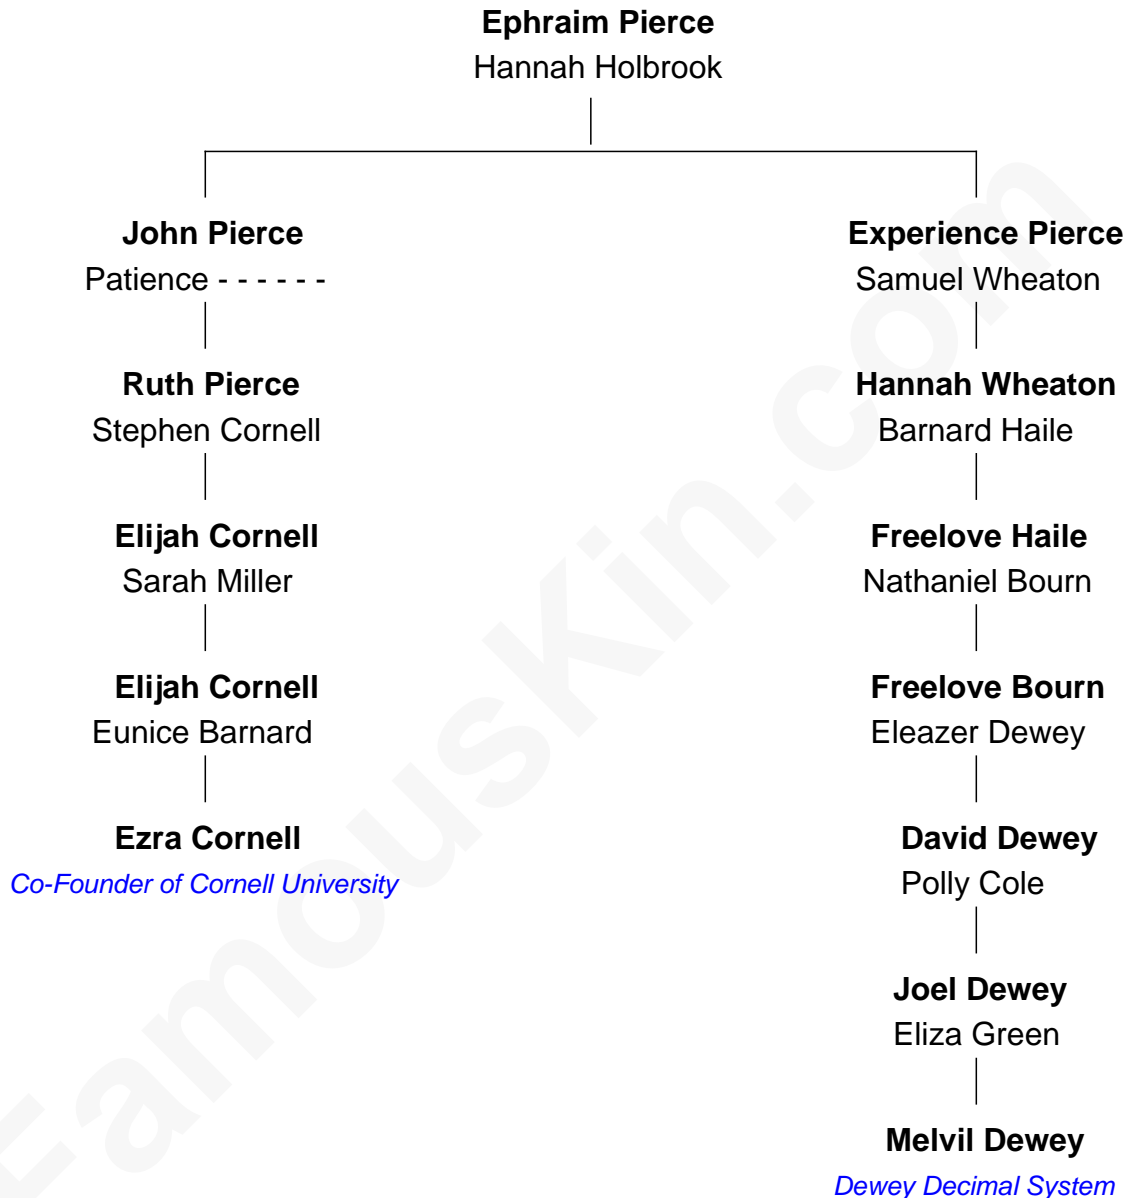 Ephraim Pierce
Hannah Holbrook
John Pierce
Patience - - - - - -
Ruth Pierce
Stephen Cornell
Elijah Cornell
Sarah Miller
Elijah Cornell
Eunice Barnard
Ezra Cornell
Co-Founder of Cornell University
Experience Pierce
Samuel Wheaton
Hannah Wheaton
Barnard Haile
Freelove Haile
Nathaniel Bourn
Freelove Bourn
Eleazer Dewey
David Dewey
Polly Cole
Joel Dewey
Eliza Green
Melvil Dewey
Dewey Decimal System
FamousKin.com